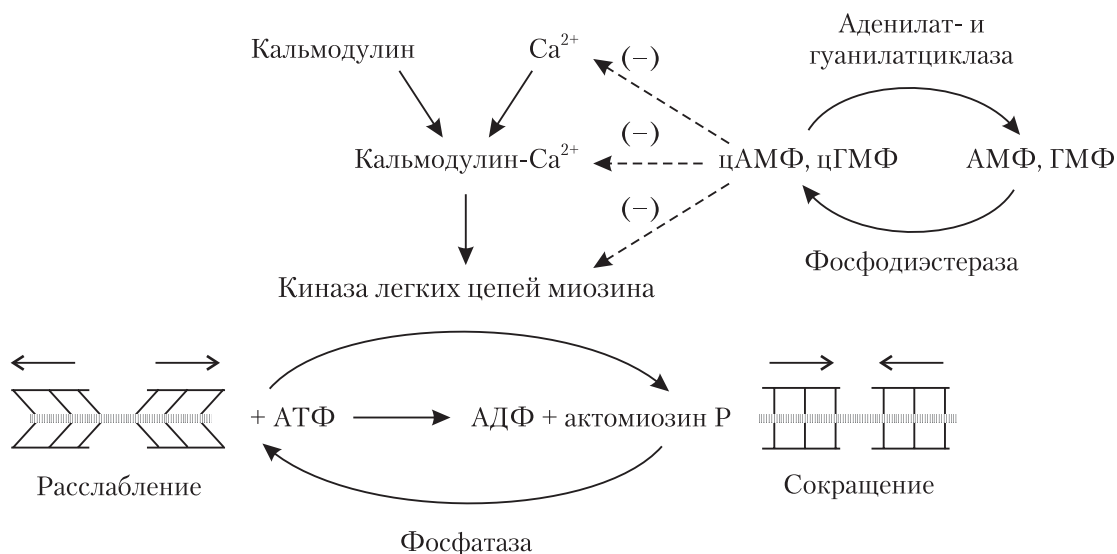 Аденилат- и
гуанилатциклаза
Кальмодулин
Ca²⁺
(–)
(–)
Кальмодулин-Ca²⁺
цАМФ, цГМФ
АМФ, ГМФ
(–)
Фосфодиэстераза
Киназа легких цепей миозина
+ АТФ
АДФ + актомиозин Р
Расслабление
Сокращение
Фосфатаза